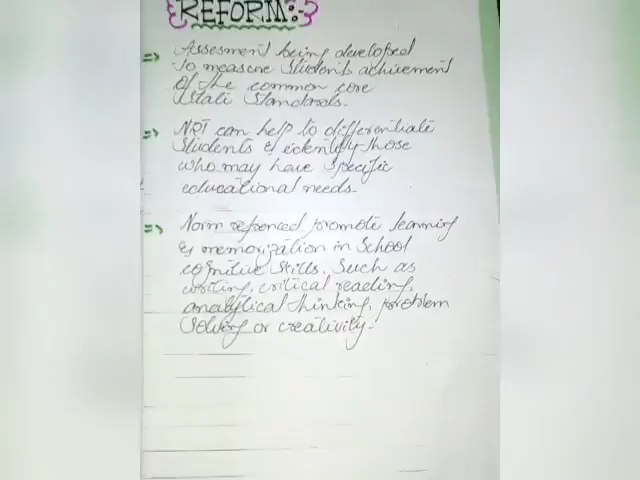 REFORM:-
=> Assesment being developed
to measure Students achivement
of the common core
State Standards.
=> NRT can help to differentiate
Students & identify those
who may have Specific
educational needs.
=> Norm refrenced promote learning
& memorization in School
cognitive Skills, Such as
writing, critical reading,
analytical thinking, problem
Solving or creativity.